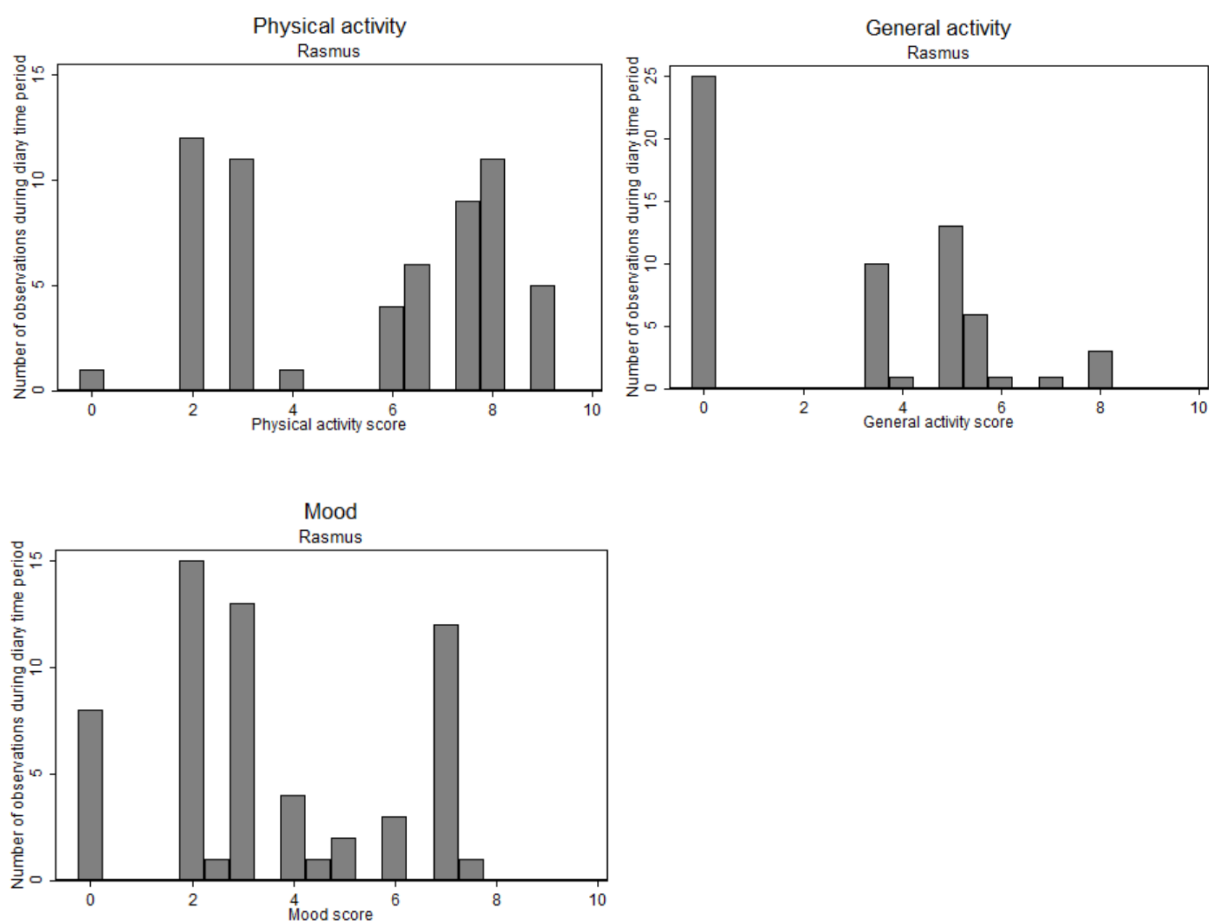 Physical activity
Rasmus
Number of observations during diary time period
15
10
5
0
0 2 4 6 8 10
Physical activity score
General activity
Rasmus
Number of observations during diary time period
25
20
15
10
5
0
0 2 4 6 8 10
General activity score
Mood
Rasmus
Number of observations during diary time period
15
10
5
0
0 2 4 6 8 10
Mood score